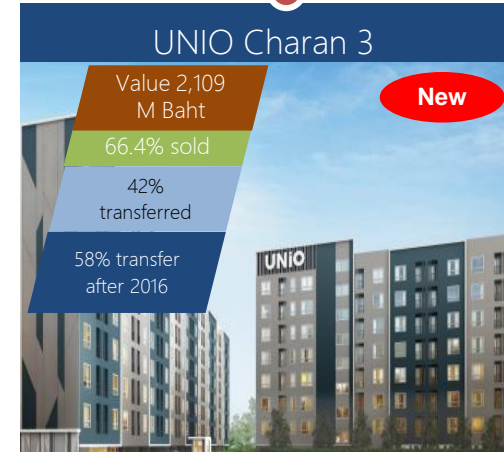 UNIO Charan 3
Value 2,109
M Baht
New
66.4% sold
42%
transferred
58% transfer
after 2016
UNiO